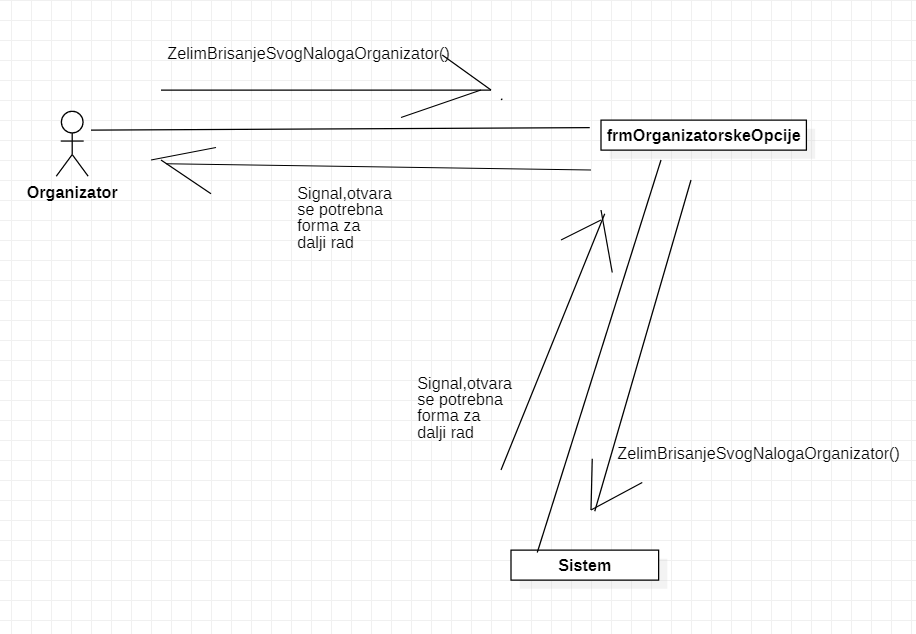 ZelimBrisanjeSvogNalogaOrganizator()
frmOrganizatorskeOpcije
Organizator
Signal,otvara
se potrebna
forma za
dalji rad
Signal,otvara
se potrebna
forma za
dalji rad
ZelimBrisanjeSvogNalogaOrganizator()
Sistem